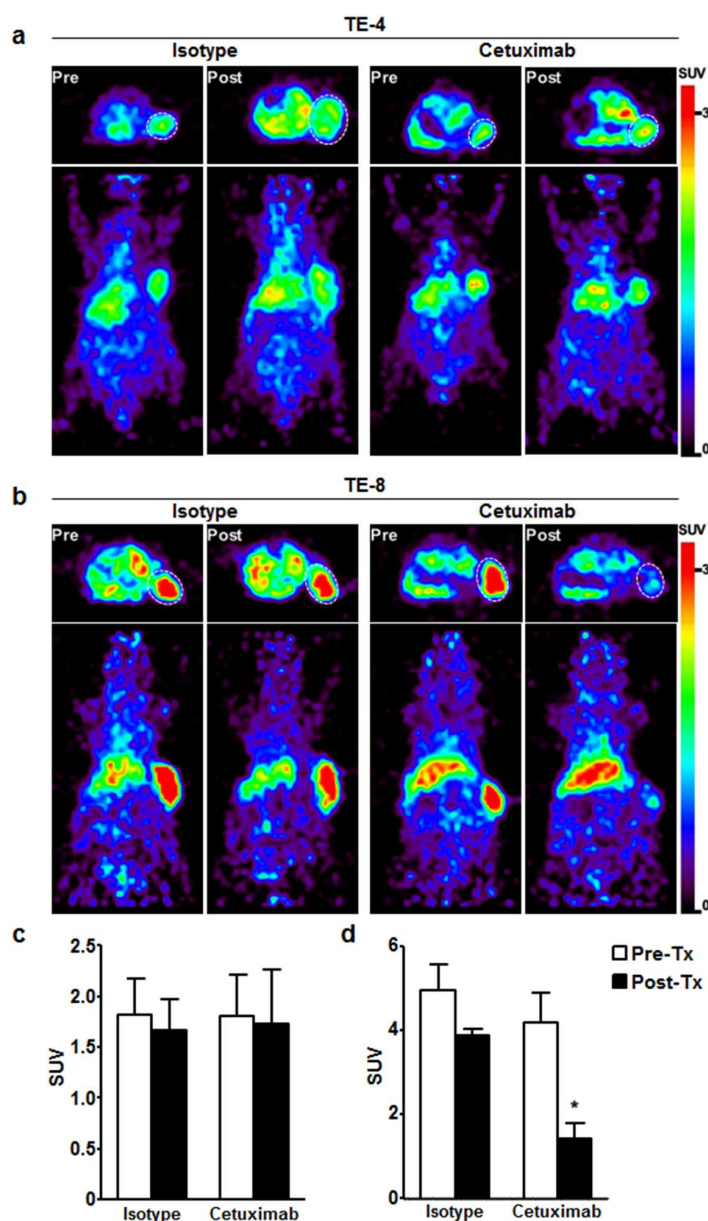 a
TE-4
Isotype Cetuximab
Pre Post Pre Post SUV
3
0
b
TE-8
Isotype Cetuximab
Pre Post Pre Post SUV
3
0
c
2.5
2.0
1.5
1.0
0.5
0
SUV
Isotype Cetuximab
d
6
4
2
0
SUV
*
Pre-Tx
Post-Tx
Isotype Cetuximab